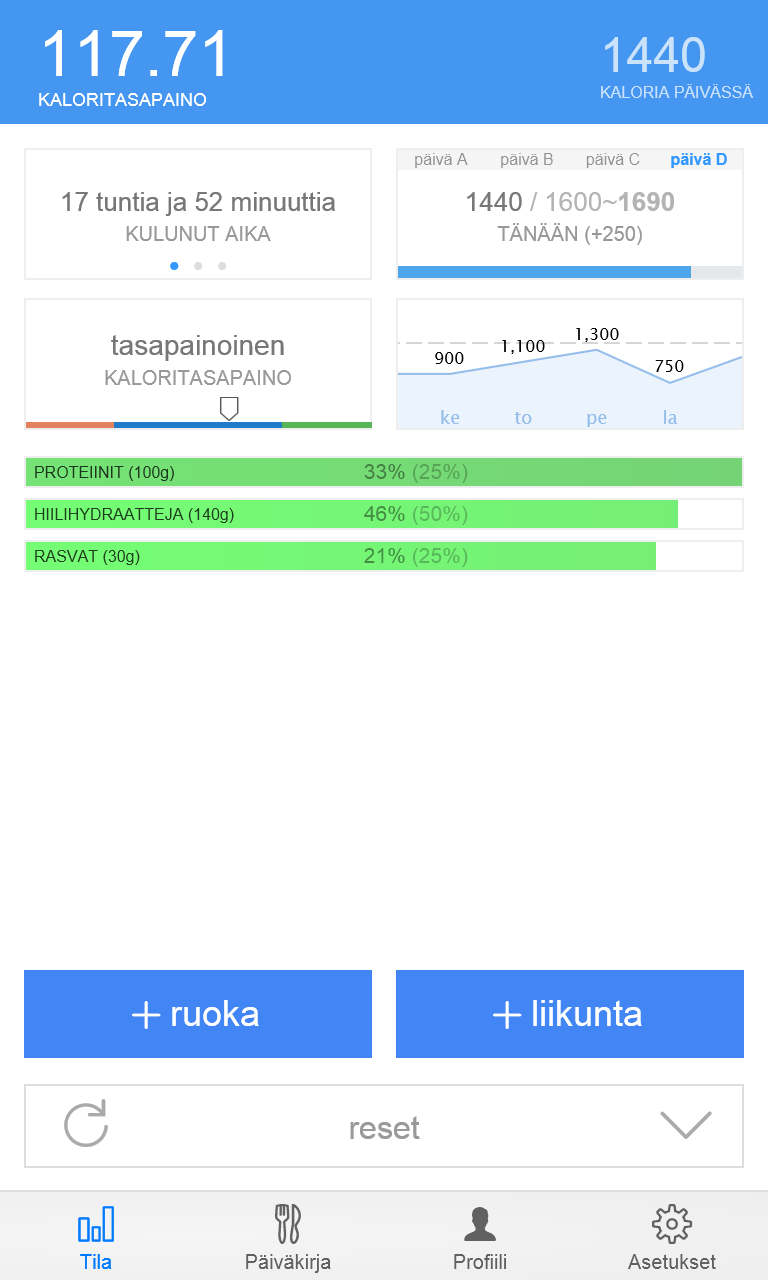 117.71
KALORITASAPAINO
1440
KALORIA PÄIVÄSSÄ
17 tuntia ja 52 minuuttia
KULUNUT AIKA
päivä A päivä B päivä C päivä D
1440 / 1600~1690
TÄNÄÄN (+250)
tasapainoinen
KALORITASAPAINO
900 1,100 1,300 750
ke to pe la
PROTEIINIT (100g) 33% (25%)
HIILIHYDRAATTEJA (140g) 46% (50%)
RASVAT (30g) 21% (25%)
+ ruoka
+ liikunta
reset
Tila Päiväkirja Profiili Asetukset